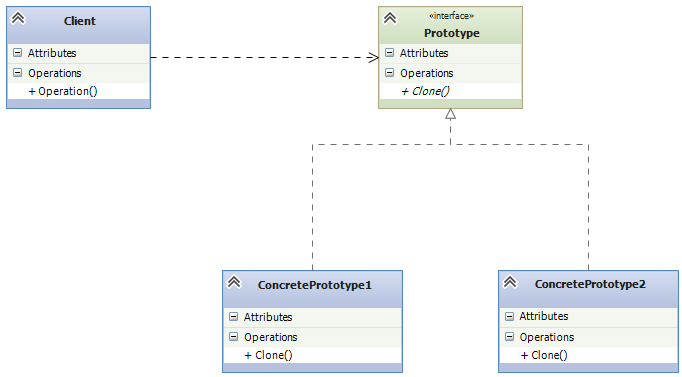 Client
Attributes
Operations
+ Operation()
«interface»
Prototype
Attributes
Operations
+ Clone()
ConcretePrototype1
Attributes
Operations
+ Clone()
ConcretePrototype2
Attributes
Operations
+ Clone()